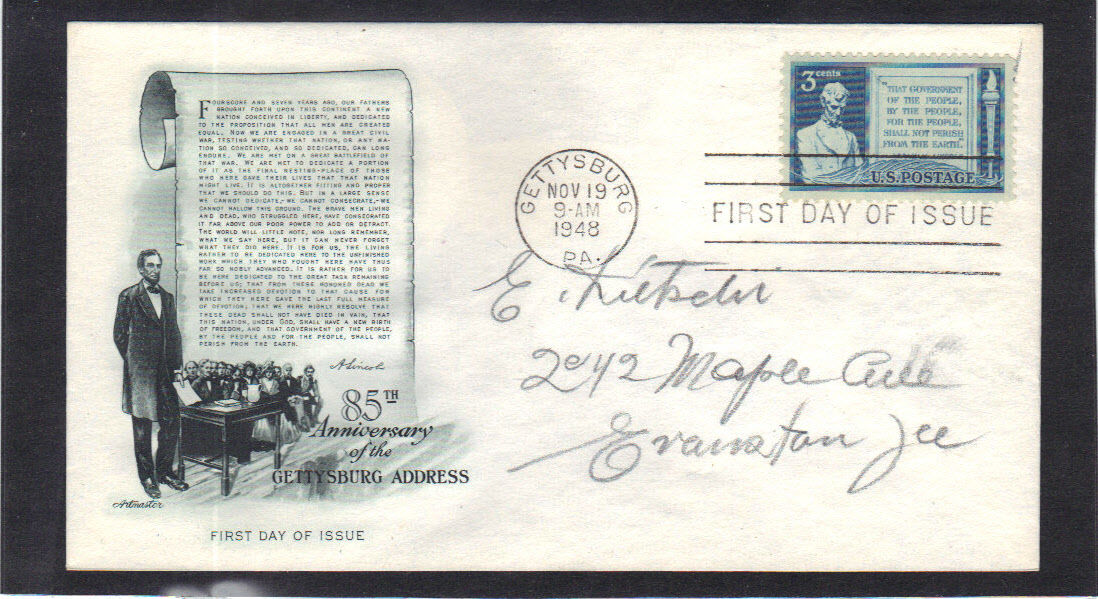 FOURSCORE AND SEVEN YEARS AGO, OUR FATHERS
BROUGHT FORTH UPON THIS CONTINENT A NEW
NATION CONCEIVED IN LIBERTY, AND DEDICATED
TO THE PROPOSITION THAT ALL MEN ARE CREATED
EQUAL. NOW WE ARE ENGAGED IN A GREAT CIVIL
WAR, TESTING WHETHER THAT NATION, OR ANY NA-
TION SO CONCEIVED, AND SO DEDICATED, CAN LONG
ENDURE. WE ARE MET ON A GREAT BATTLEFIELD OF
THAT WAR. WE ARE MET TO DEDICATE A PORTION
OF IT AS THE FINAL RESTING-PLACE OF THOSE
WHO HERE GAVE THEIR LIVES THAT THAT NATION
MIGHT LIVE. IT IS ALTOGETHER FITTING AND PROPER
THAT WE SHOULD DO THIS. BUT IN A LARGE SENSE
WE CANNOT DEDICATE,-WE CANNOT CONSECRATE,-WE
CANNOT HALLOW THIS GROUND. THE BRAVE MEN LIVING
AND DEAD, WHO STRUGGLED HERE, HAVE CONSECRATED
IT FAR ABOVE OUR POOR POWER TO ADD OR DETRACT.
THE WORLD WILL LITTLE NOTE, NOR LONG REMEMBER,
WHAT WE SAY HERE, BUT IT CAN NEVER FORGET
WHAT THEY DID HERE. IT IS FOR US, THE LIVING
RATHER TO BE DEDICATED HERE TO THE UNFINISHED
WORK WHICH THEY WHO FOUGHT HERE HAVE THUS
FAR SO NOBLY ADVANCED. IT IS RATHER FOR US TO
BE HERE DEDICATED TO THE GREAT TASK REMAINING
BEFORE US; THAT FROM THESE HONORED DEAD WE
TAKE INCREASED DEVOTION TO THAT CAUSE FOR
WHICH THEY HERE GAVE THE LAST FULL MEASURE
OF DEVOTION; THAT WE HERE HIGHLY RESOLVE THAT
THESE DEAD SHALL NOT HAVE DIED IN VAIN, THAT
THIS NATION, UNDER GOD, SHALL HAVE A NEW BIRTH
OF FREEDOM, AND THAT GOVERNMENT OF THE PEOPLE,
BY THE PEOPLE AND FOR THE PEOPLE, SHALL NOT
PERISH FROM THE EARTH.
A. Lincoln
85TH
Anniversary
of the
GETTYSBURG ADDRESS
Artmaster
FIRST DAY OF ISSUE
3 cents
"THAT GOVERNMENT
OF THE PEOPLE,
BY THE PEOPLE,
FOR THE PEOPLE,
SHALL NOT PERISH
FROM THE EARTH."
U.S. POSTAGE
GETTYSBURG
NOV 19
9-AM
1948
PA.
FIRST DAY OF ISSUE
E.
2242 Maple Ave
Evanston Ill